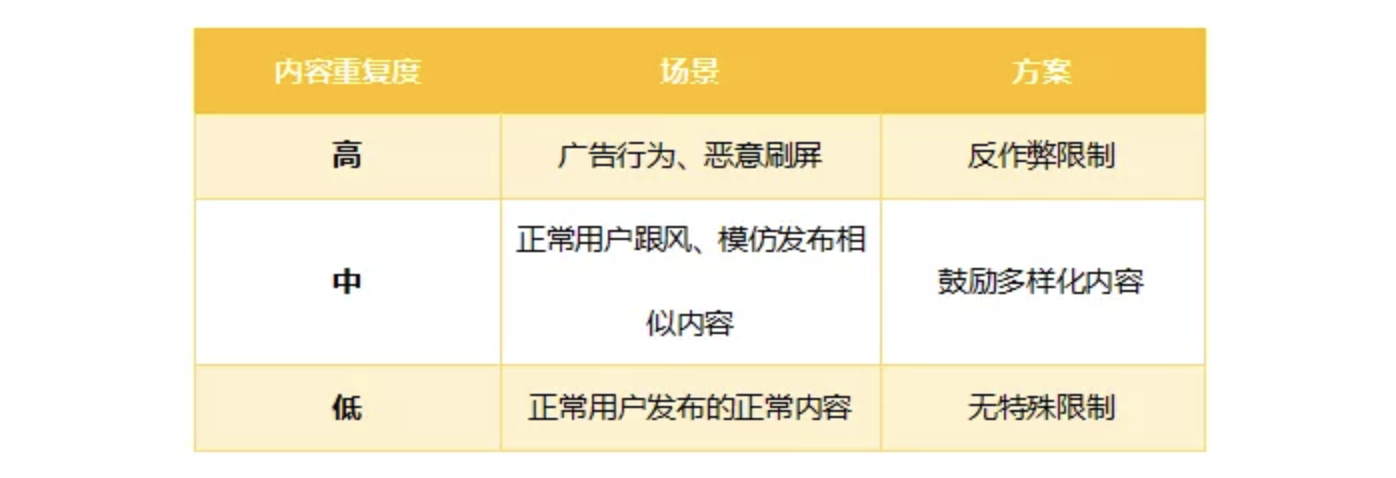 内容重复度 场景 方案
高 广告行为、恶意刷屏 反作弊限制
正常用户跟风、模仿发布相
中 鼓励多样化内容
似内容
低 正常用户发布的正常内容 无特殊限制